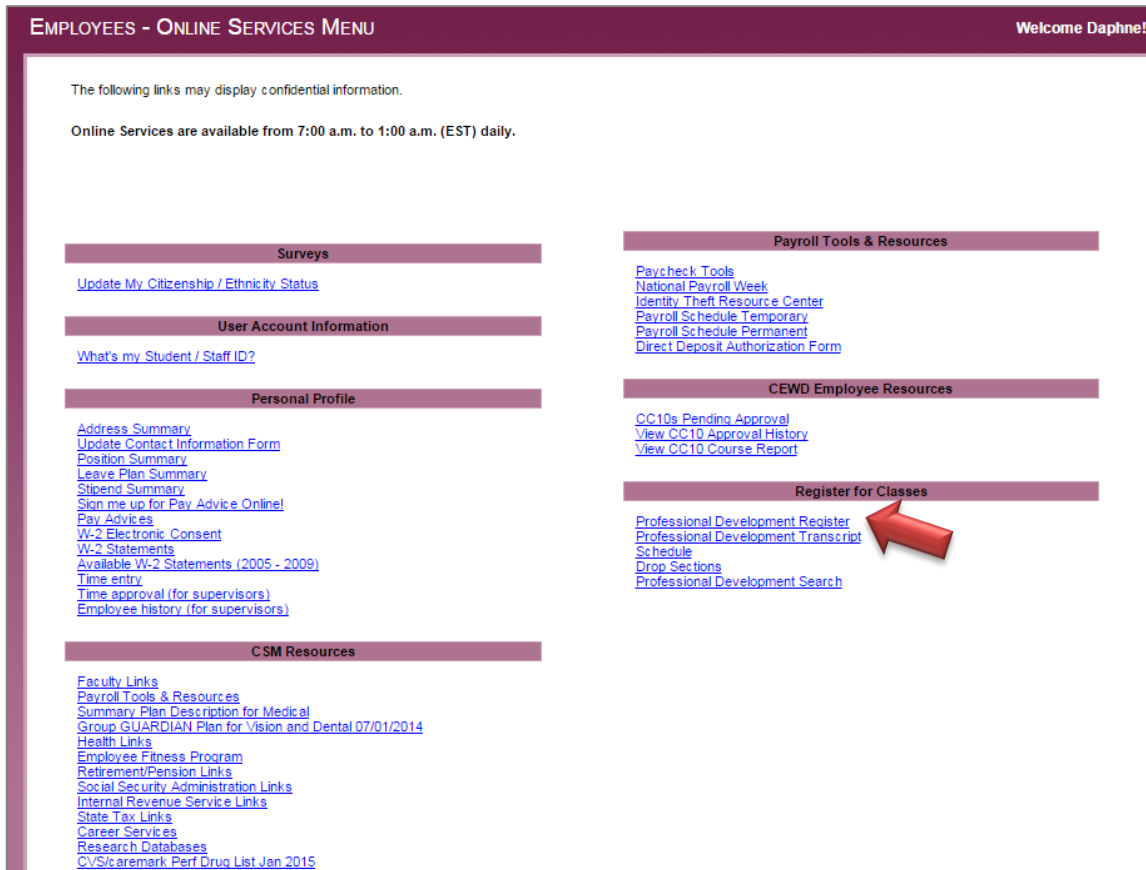 EMPLOYEES - ONLINE SERVICES MENU
Welcome Daphne!
The following links may display confidential information.
Online Services are available from 7:00 a.m. to 1:00 a.m. (EST) daily.
Surveys
Update My Citizenship / Ethnicity Status
User Account Information
What's my Student / Staff ID?
Personal Profile
Address Summary
Update Contact Information Form
Position Summary
Leave Plan Summary
Stipend Summary
Sign me up for Pay Advice Online!
Pay Advices
W-2 Electronic Consent
W-2 Statements
Available W-2 Statements (2005 - 2009)
Time entry
Time approval (for supervisors)
Employee history (for supervisors)
CSM Resources
Faculty Links
Payroll Tools & Resources
Summary Plan Description for Medical
Group GUARDIAN Plan for Vision and Dental 07/01/2014
Health Links
Employee Fitness Program
Retirement/Pension Links
Social Security Administration Links
Internal Revenue Service Links
State Tax Links
Career Services
Research Databases
CVS/caremark Perf Drug List Jan 2015
Payroll Tools & Resources
Paycheck Tools
National Payroll Week
Identity Theft Resource Center
Payroll Schedule Temporary
Payroll Schedule Permanent
Direct Deposit Authorization Form
CEWD Employee Resources
CC10s Pending Approval
View CC10 Approval History
View CC10 Course Report
Register for Classes
Professional Development Register
Professional Development Transcript
Schedule
Drop Sections
Professional Development Search